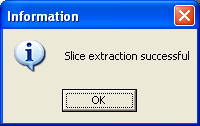 Information
Slice extraction successful
OK